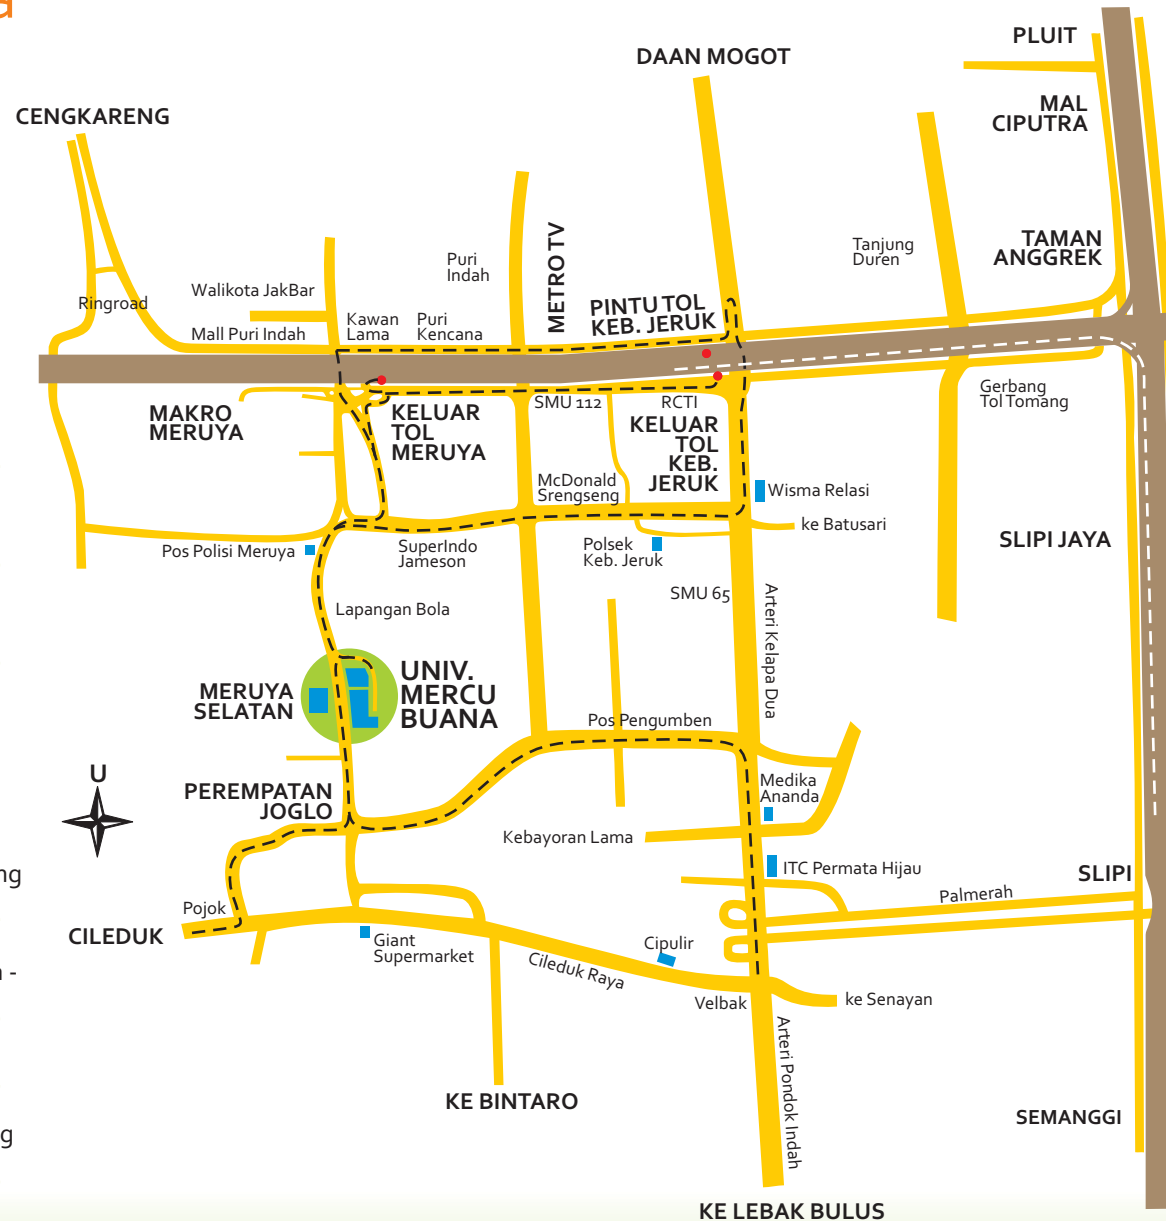 a
PLUIT
DAAN MOGOT
MAL
CIPUTRA
CENGKARENG
TAMAN
ANGGREK
Tanjung
Duren
METRO TV
Puri
Indah
Walikota JakBar
Ringroad
PINTU TOL
KEB. JERUK
Kawan
Lama
Puri
Kencana
Mall Puri Indah
Gerbang
Tol Tomang
SMU 112
RCTI
MAKRO
MERUYA
KELUAR
TOL
MERUYA
KELUAR
TOL
KEB.
JERUK
McDonald
Srengseng
Wisma Relasi
ke Batusari
SLIPI JAYA
Pos Polisi Meruya
SuperIndo
Jameson
Polsek
Keb. Jeruk
SMU 65
Arteri Kelapa Dua
Lapangan Bola
UNIV.
MERCU
BUANA
MERUYA
SELATAN
Pos Pengumben
U
PEREMPATAN
JOGLO
Medika
Ananda
Kebayoran Lama
ng
ITC Permata Hijau
SLIPI
Palmerah
Pojok
CILEDUK
Giant
Supermarket
Cipulir
Cileduk Raya
n -
Velbak
ke Senayan
Arteri Pondok Indah
KE BINTARO
SEMANGGI
g
KE LEBAK BULUS